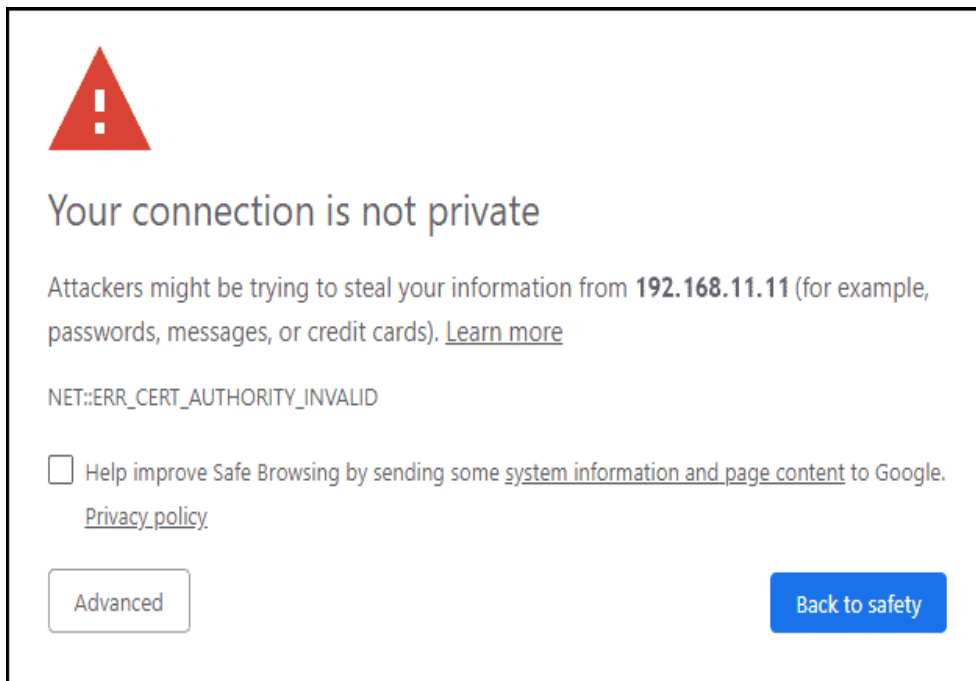 Your connection is not private
Attackers might be trying to steal your information from 192.168.11.11 (for example,
passwords, messages, or credit cards). Learn more
NET::ERR_CERT_AUTHORITY_INVALID
Help improve Safe Browsing by sending some system information and page content to Google.
Privacy policy
Advanced
Back to safety